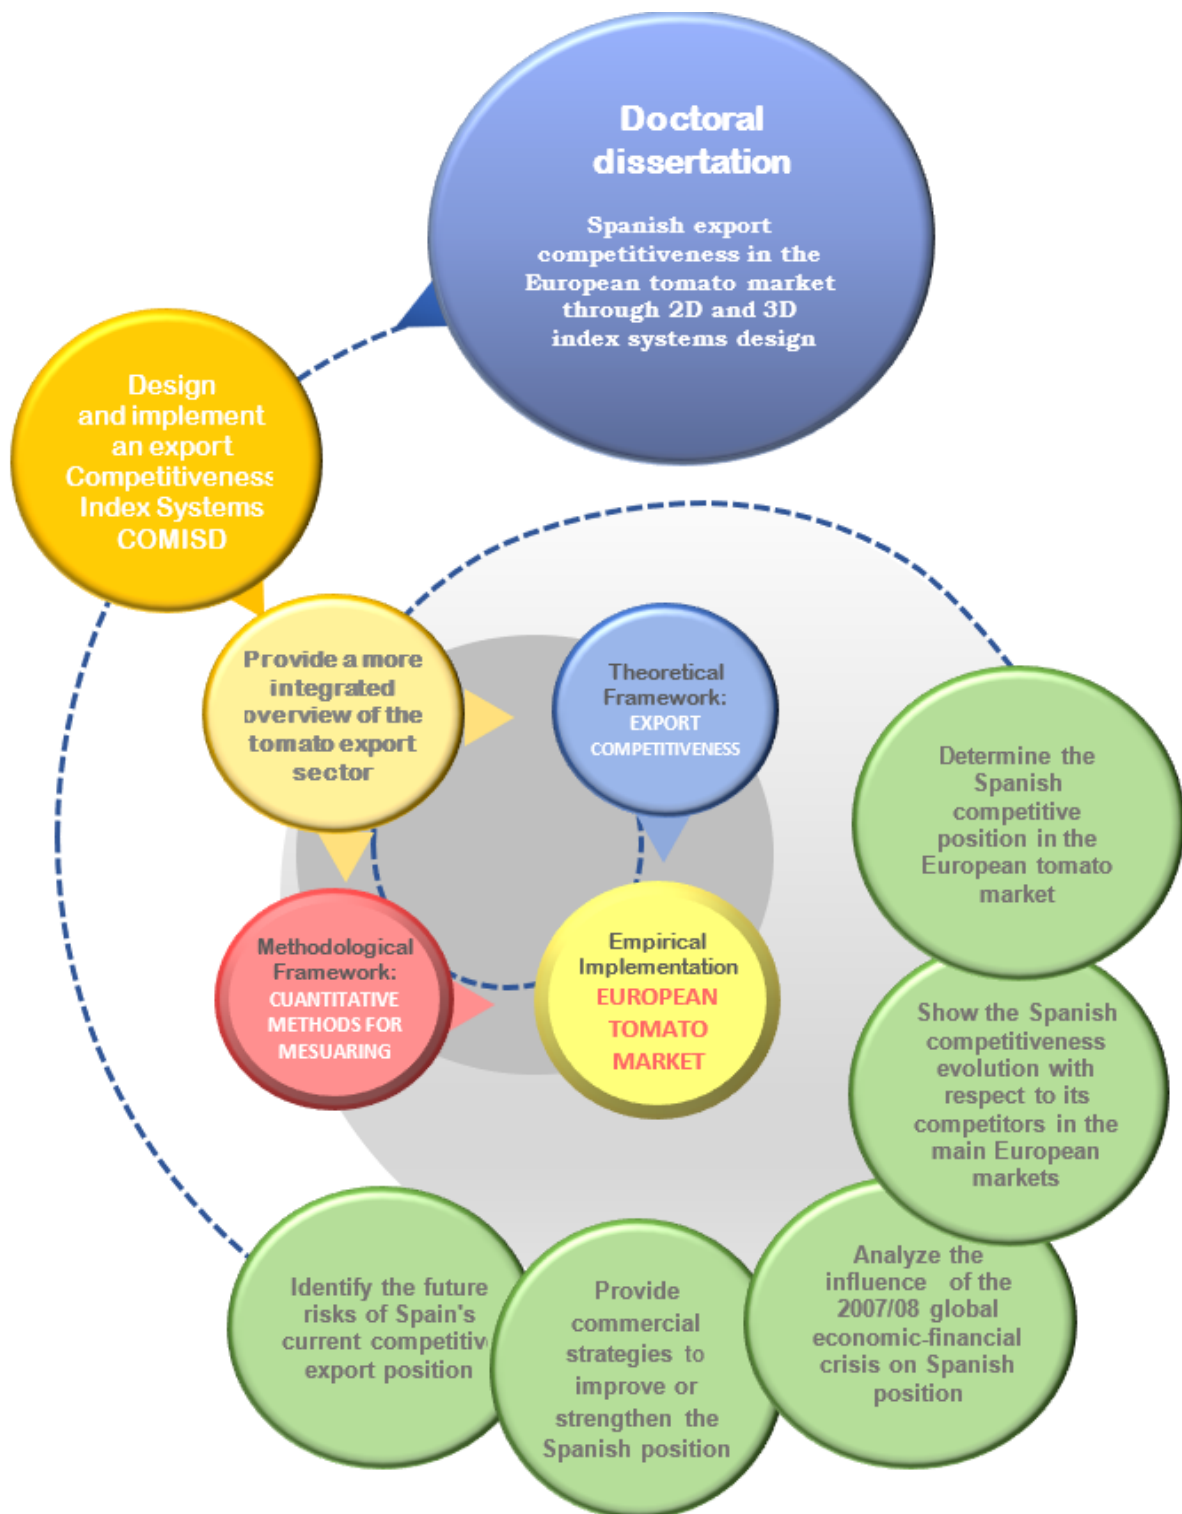 Doctoral
dissertation
Spanish export
competitiveness in the
European tomato market
through 2D and 3D
index systems design
Design
and implement
an export
Competitiveness
Index Systems
COMISD
Provide a more
integrated
overview of the
tomato export
sector
Theoretical
Framework:
EXPORT
COMPETITIVENESS
Methodological
Framework:
CUANTITATIVE
METHODS FOR
MESUARING
Empirical
Implementation
EUROPEAN
TOMATO
MARKET
Determine the
Spanish
competitive
position in the
European tomato
market
Show the Spanish
competitiveness
evolution with
respect to its
competitors in the
main European
markets
Analyze the
influence of the
2007/08 global
economic-financial
crisis on Spanish
position
Provide
commercial
strategies to
improve or
strengthen the
Spanish position
Identify the future
risks of Spain's
current competitive
export position